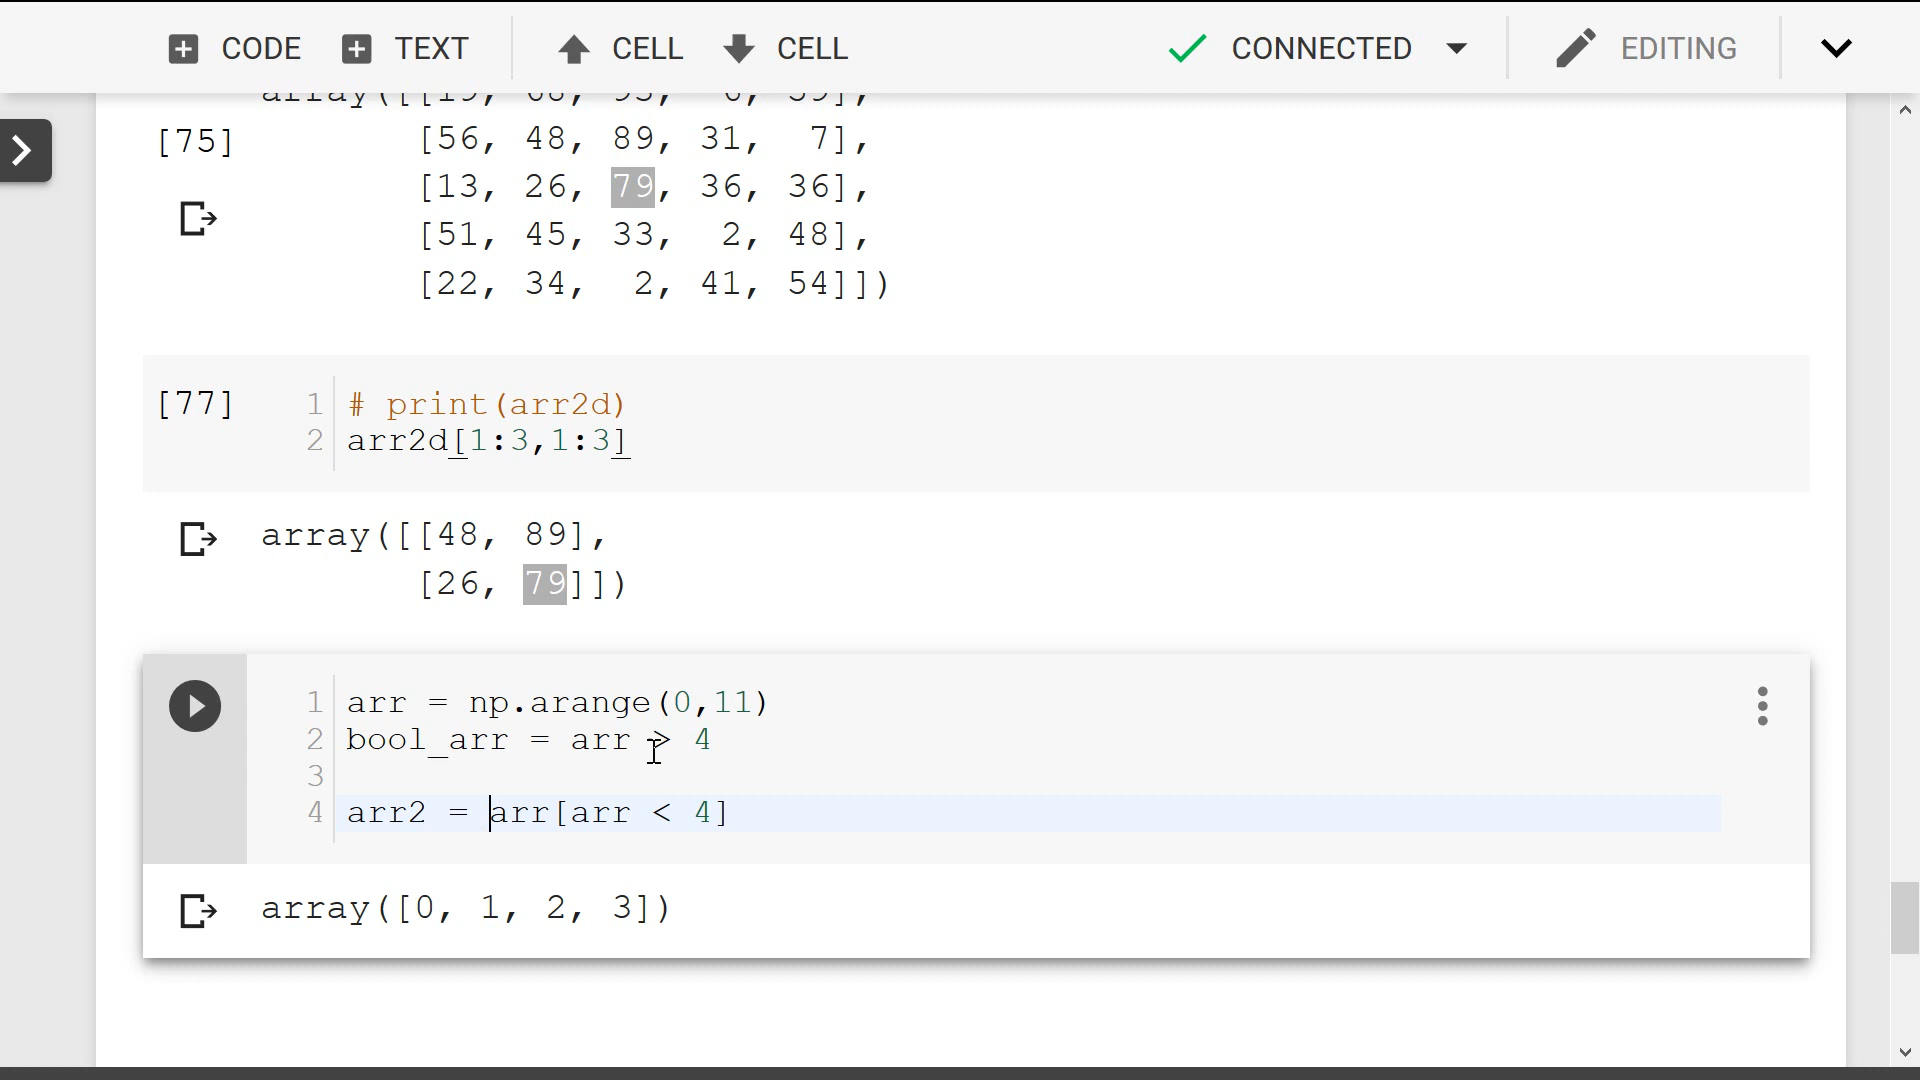 CODE TEXT CELL CELL CONNECTED EDITING
array([[19, 68, 93, 6, 39],
[75] [56, 48, 89, 31, 7],
[13, 26, 79, 36, 36],
[51, 45, 33, 2, 48],
[22, 34, 2, 41, 54]])
[77] 1 # print(arr2d)
2 arr2d[1:3,1:3]
array([[48, 89],
[26, 79]])
1 arr = np.arange(0,11)
2 bool_arr = arr > 4
3
4 arr2 = arr[arr < 4]
array([0, 1, 2, 3])